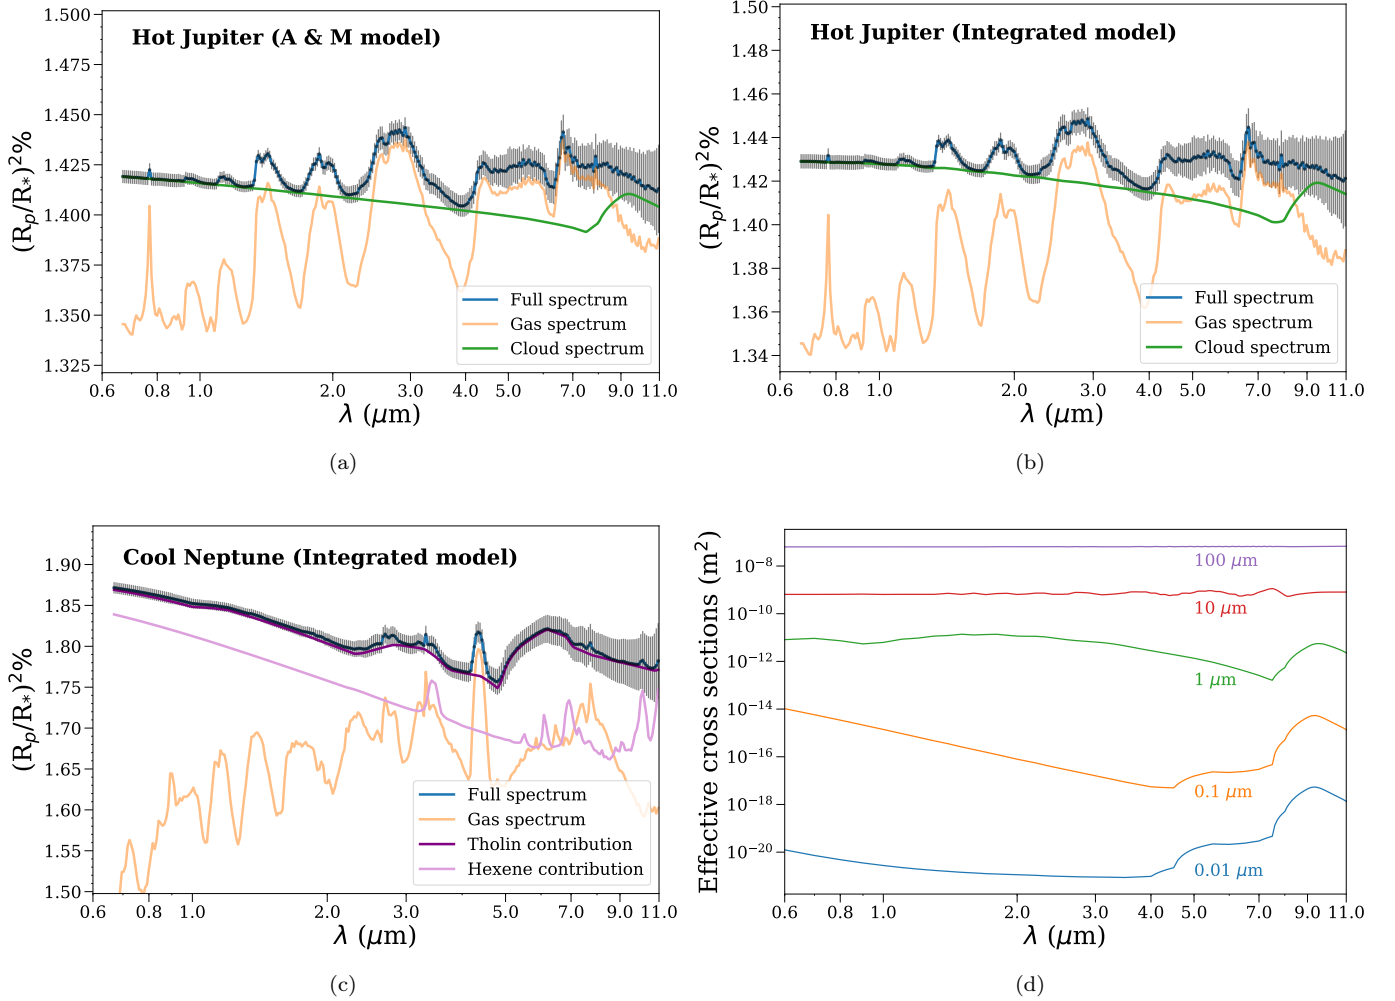 Hot Jupiter (A & M model)
(Rp/R*)²%
1.500
1.475
1.450
1.425
1.400
1.375
1.350
1.325
Full spectrum
Gas spectrum
Cloud spectrum
0.6 0.8 1.0 2.0 3.0 4.0 5.0 7.0 9.0 11.0
λ (μm)
(a)
Hot Jupiter (Integrated model)
(Rp/R*)²%
1.50
1.48
1.46
1.44
1.42
1.40
1.38
1.36
1.34
Full spectrum
Gas spectrum
Cloud spectrum
0.6 0.8 1.0 2.0 3.0 4.0 5.0 7.0 9.0 11.0
λ (μm)
(b)
Cool Neptune (Integrated model)
(Rp/R*)²%
1.90
1.85
1.80
1.75
1.70
1.65
1.60
1.55
1.50
Full spectrum
Gas spectrum
Tholin contribution
Hexene contribution
0.6 0.8 1.0 2.0 3.0 4.0 5.0 7.0 9.0 11.0
λ (μm)
(c)
Effective cross sections (m²)
10⁻⁸
10⁻¹⁰
10⁻¹²
10⁻¹⁴
10⁻¹⁶
10⁻¹⁸
10⁻²⁰
100 μm
10 μm
1 μm
0.1 μm
0.01 μm
0.6 0.8 1.0 2.0 3.0 4.0 5.0 7.0 9.0 11.0
λ (μm)
(d)